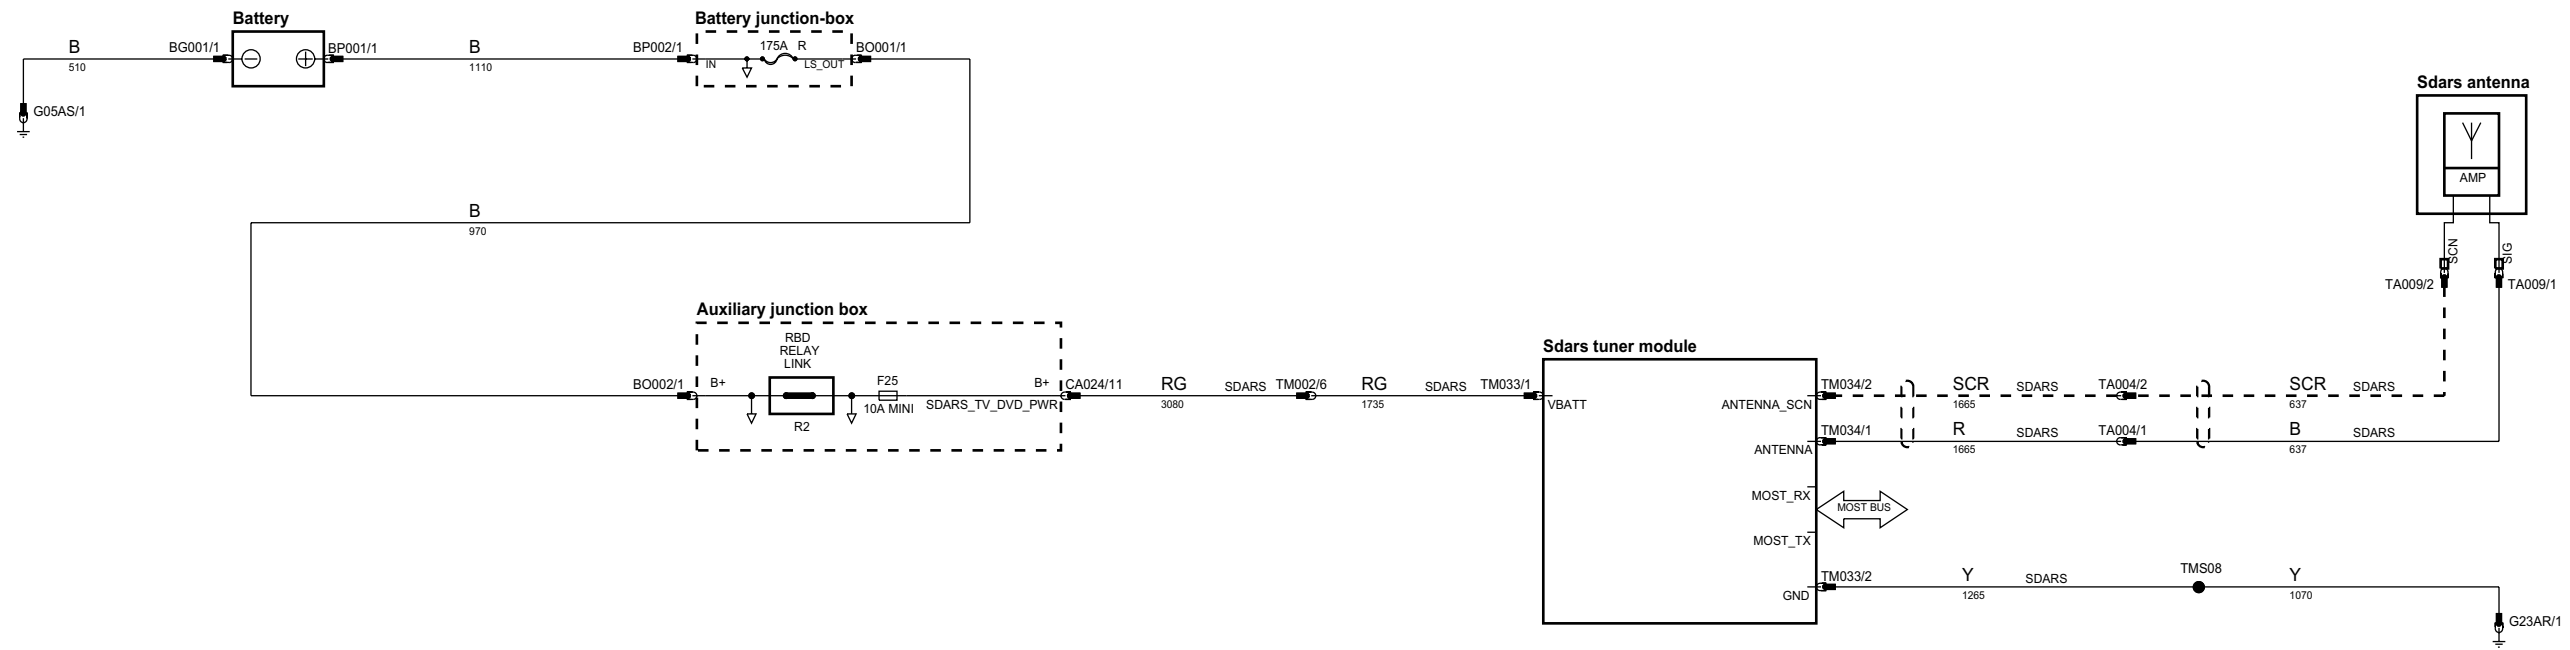 Battery
Battery junction-box
B
510
BG001/1
BP001/1
B
1110
BP002/1
175A R
IN
LS_OUT
BO001/1
G05AS/1
Sdars antenna
AMP
SCN
SIG
TA009/2
TA009/1
B
970
Auxiliary junction box
RBD
RELAY
LINK
BO002/1
B+
R2
F25
10A MINI
B+
SDARS_TV_DVD_PWR
CA024/11
RG
3080
SDARS
TM002/6
RG
1735
SDARS
TM033/1
Sdars tuner module
VBATT
ANTENNA_SCN
TM034/2
SCR
1665
SDARS
TA004/2
SCR
637
SDARS
ANTENNA
TM034/1
R
1665
SDARS
TA004/1
B
637
SDARS
MOST_RX
MOST BUS
MOST_TX
GND
TM033/2
Y
1265
SDARS
TMS08
Y
1070
G23AR/1